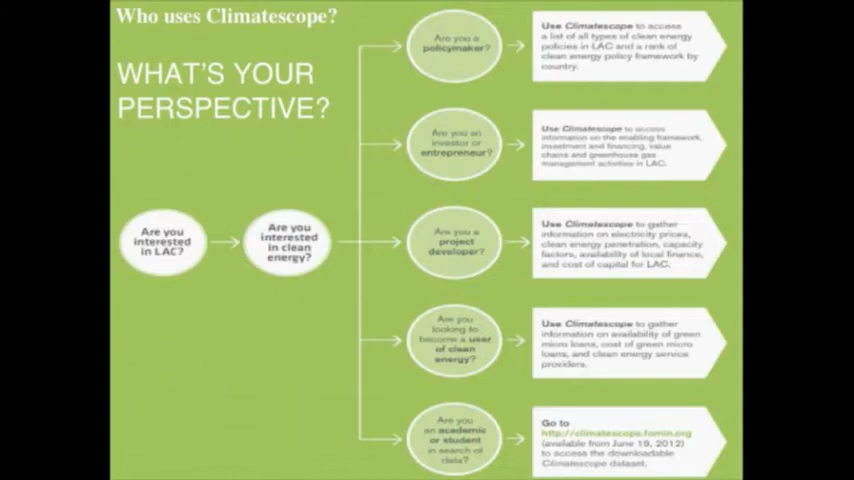 Who uses Climatescope?
WHAT'S YOUR
PERSPECTIVE?
Are you
interested
in LAC?
Are you
interested
in clean
energy?
Are you a
policymaker?
Use Climatescope to access
a list of all types of clean energy
policies in LAC and a rank of
clean energy policy framework by
country.
Are you an
investor or
entrepreneur?
Use Climatescope to access
information on the enabling framework,
investment and financing, value
chains and greenhouse gas
management activities in LAC.
Are you a
project
developer?
Use Climatescope to gather
information on electricity prices,
clean energy penetration, capacity
factors, availability of local finance,
and cost of capital for LAC.
Are you
looking to
become a user
of clean
energy?
Use Climatescope to gather
information on availability of green
micro loans, cost of green micro
loans, and clean energy service
providers.
Are you
an academic
or student
in search of
data?
Go to
http://climatescope.fomin.org
(available from June 19, 2012)
to access the downloadable
Climatescope dataset.